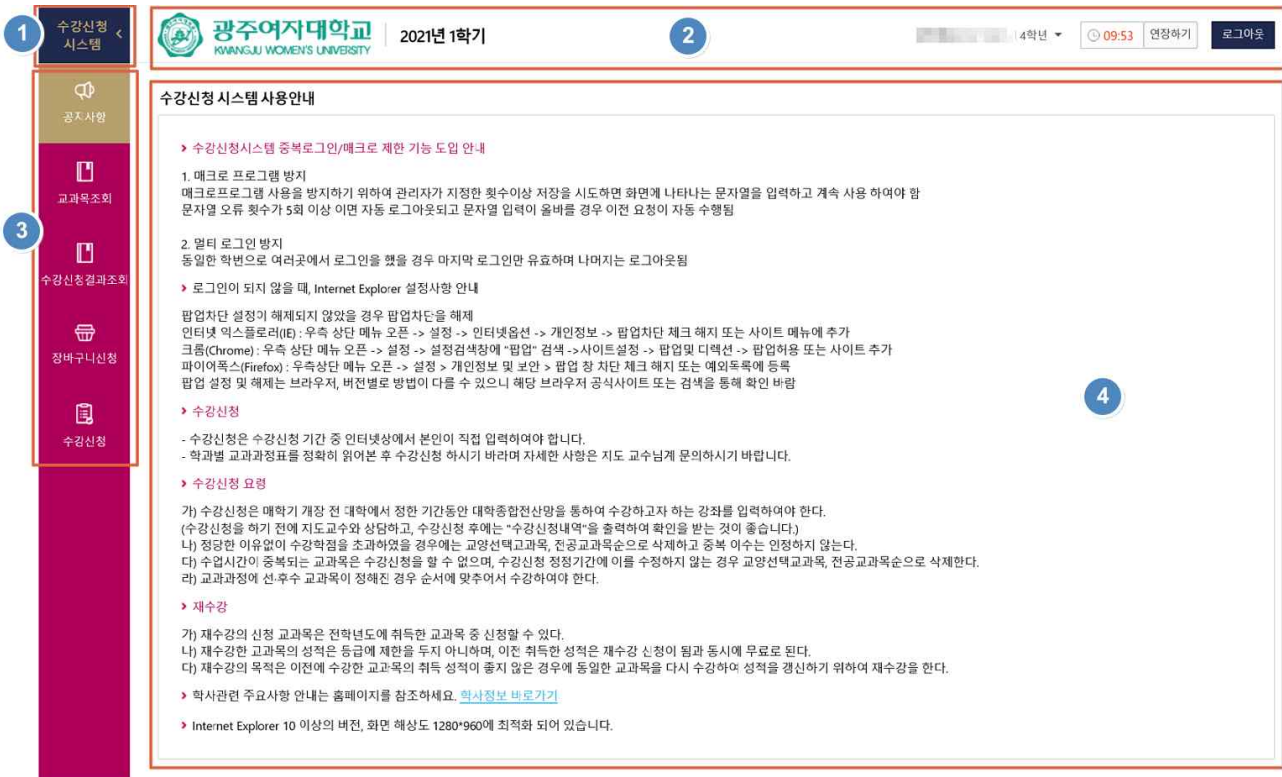 1
수강신청
시스템
광주여자대학교
KWANGJU WOMEN'S UNIVERSITY
2021년 1학기
2
4학년
09:53
연장하기
로그아웃
3
공지사항
교과목조회
수강신청결과조회
장바구니신청
수강신청
수강신청 시스템 사용안내
> 수강신청시스템 중복로그인/매크로 제한 기능 도입 안내
1. 매크로 프로그램 방지
매크로프로그램 사용을 방지하기 위하여 관리자가 지정한 횟수이상 저장을 시도하면 화면에 나타나는 문자열을 입력하고 계속 사용 하여야 함
문자열 오류 횟수가 5회 이상 이면 자동 로그아웃되고 문자열 입력이 올바를 경우 이전 요청이 자동 수행됨
2. 멀티 로그인 방지
동일한 학번으로 여러곳에서 로그인을 했을 경우 마지막 로그인만 유효하며 나머지는 로그아웃됨
> 로그인이 되지 않을 때, Internet Explorer 설정사항 안내
팝업차단 설정이 해제되지 않았을 경우 팝업차단을 해제
인터넷 익스플로러(IE) : 우측 상단 메뉴 오픈 -> 설정 -> 인터넷옵션 -> 개인정보 -> 팝업차단 체크 해지 또는 사이트 메뉴에 추가
크롬(Chrome) : 우측 상단 메뉴 오픈 -> 설정 -> 설정검색창에 "팝업" 검색 ->사이트설정 -> 팝업및 디렉션 -> 팝업허용 또는 사이트 추가
파이어폭스(Firefox) : 우측상단 메뉴 오픈 -> 설정 > 개인정보 및 보안 > 팝업 창 차단 체크 해지 또는 예외목록에 등록
팝업 설정 및 해제는 브라우저, 버전별로 방법이 다를 수 있으니 해당 브라우저 공식사이트 또는 검색을 통해 확인 바람
4
> 수강신청
- 수강신청은 수강신청 기간 중 인터넷상에서 본인이 직접 입력하여야 합니다.
- 학과별 교과과정표를 정확히 읽어본 후 수강신청 하시기 바라며 자세한 사항은 지도 교수님계 문의하시기 바랍니다.
> 수강신청 요령
가) 수강신청은 매학기 개장 전 대학에서 정한 기간동안 대학종합전산망을 통하여 수강하고자 하는 강좌를 입력하여야 한다.
(수강신청을 하기 전에 지도교수와 상담하고, 수강신청 후에는 "수강신청내역"을 출력하여 확인을 받는 것이 좋습니다.)
나) 정당한 이유없이 수강학점을 초과하였을 경우에는 교양선택교과목, 전공교과목순으로 삭제하고 중복 이수는 인정하지 않는다.
다) 수업시간이 중복되는 교과목은 수강신청을 할 수 없으며, 수강신청 정정기간에 이를 수정하지 않는 경우 교양선택교과목, 전공교과목순으로 삭제한다.
라) 교과과정에 선·후수 교과목이 정해진 경우 순서에 맞추어서 수강하여야 한다.
> 재수강
가) 재수강의 신청 교과목은 전학년도에 취득한 교과목 중 신청할 수 있다.
나) 재수강한 교과목의 성적은 등급에 제한을 두지 아니하며, 이전 취득한 성적은 재수강 신청이 됨과 동시에 무료로 된다.
다) 재수강의 목적은 이전에 수강한 교과목의 취득 성적이 좋지 않은 경우에 동일한 교과목을 다시 수강하여 성적을 갱신하기 위하여 재수강을 한다.
> 학사관련 주요사항 안내는 홈페이지를 참조하세요. 학사정보 바로가기
> Internet Explorer 10 이상의 버전, 화면 해상도 1280*960에 최적화 되어 있습니다.